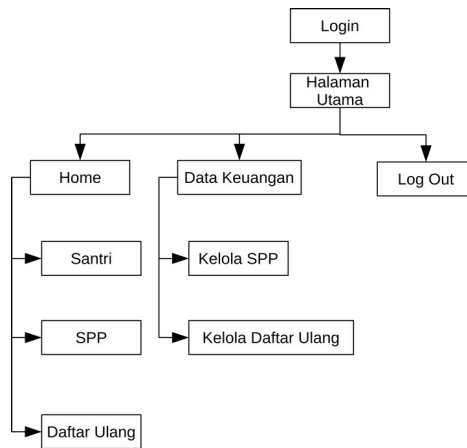 Login
Halaman
Utama
Home
Data Keuangan
Log Out
Santri
Kelola SPP
SPP
Kelola Daftar Ulang
Daftar Ulang